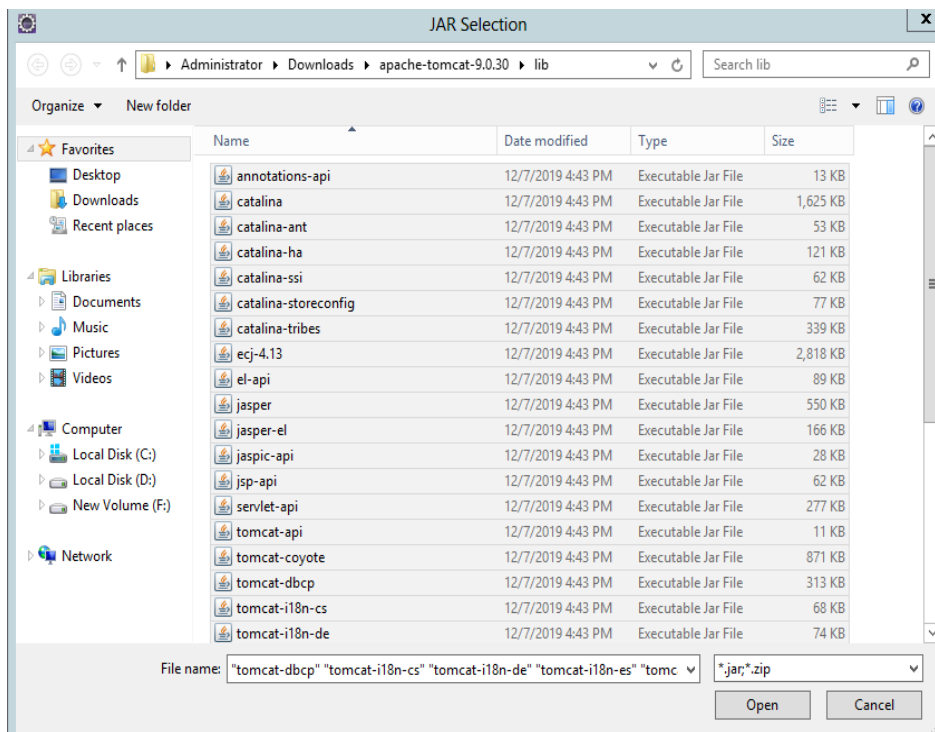 JAR Selection
x
Administrator Downloads apache-tomcat-9.0.30 lib Search lib
Organize New folder
Name Date modified Type Size
Favorites
Desktop
Downloads
Recent places
Libraries
Documents
Music
Pictures
Videos
Computer
Local Disk (C:)
Local Disk (D:)
New Volume (F:)
Network
annotations-api 12/7/2019 4:43 PM Executable Jar File 13 KB
catalina 12/7/2019 4:43 PM Executable Jar File 1,625 KB
catalina-ant 12/7/2019 4:43 PM Executable Jar File 53 KB
catalina-ha 12/7/2019 4:43 PM Executable Jar File 121 KB
catalina-ssi 12/7/2019 4:43 PM Executable Jar File 62 KB
catalina-storeconfig 12/7/2019 4:43 PM Executable Jar File 77 KB
catalina-tribes 12/7/2019 4:43 PM Executable Jar File 339 KB
ecj-4.13 12/7/2019 4:43 PM Executable Jar File 2,818 KB
el-api 12/7/2019 4:43 PM Executable Jar File 89 KB
jasper 12/7/2019 4:43 PM Executable Jar File 550 KB
jasper-el 12/7/2019 4:43 PM Executable Jar File 166 KB
jaspic-api 12/7/2019 4:43 PM Executable Jar File 28 KB
jsp-api 12/7/2019 4:43 PM Executable Jar File 62 KB
servlet-api 12/7/2019 4:43 PM Executable Jar File 277 KB
tomcat-api 12/7/2019 4:43 PM Executable Jar File 11 KB
tomcat-coyote 12/7/2019 4:43 PM Executable Jar File 871 KB
tomcat-dbcp 12/7/2019 4:43 PM Executable Jar File 313 KB
tomcat-i18n-cs 12/7/2019 4:43 PM Executable Jar File 68 KB
tomcat-i18n-de 12/7/2019 4:43 PM Executable Jar File 74 KB
File name: "tomcat-dbcp" "tomcat-i18n-cs" "tomcat-i18n-de" "tomcat-i18n-es" "tomc *.jar;*.zip
Open Cancel